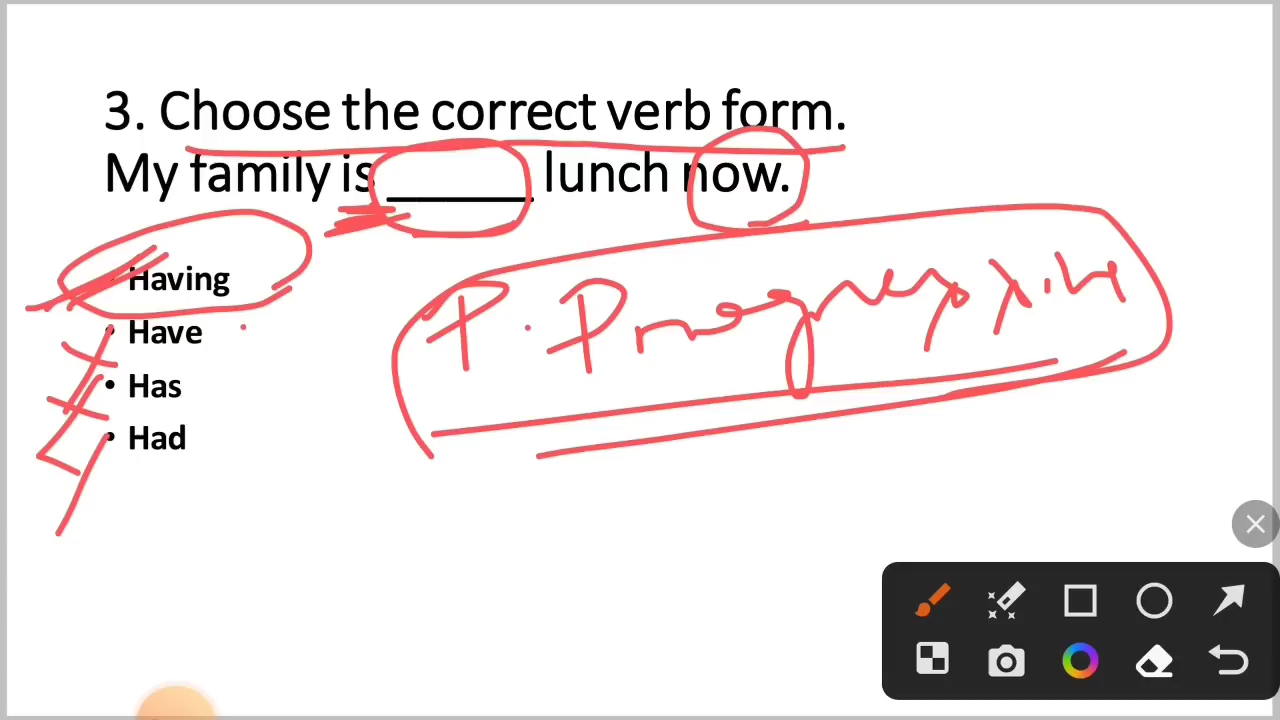 3. Choose the correct verb form.
My family is ______ lunch now.
• Having
• Have
• Has
• Had
P. Progressive